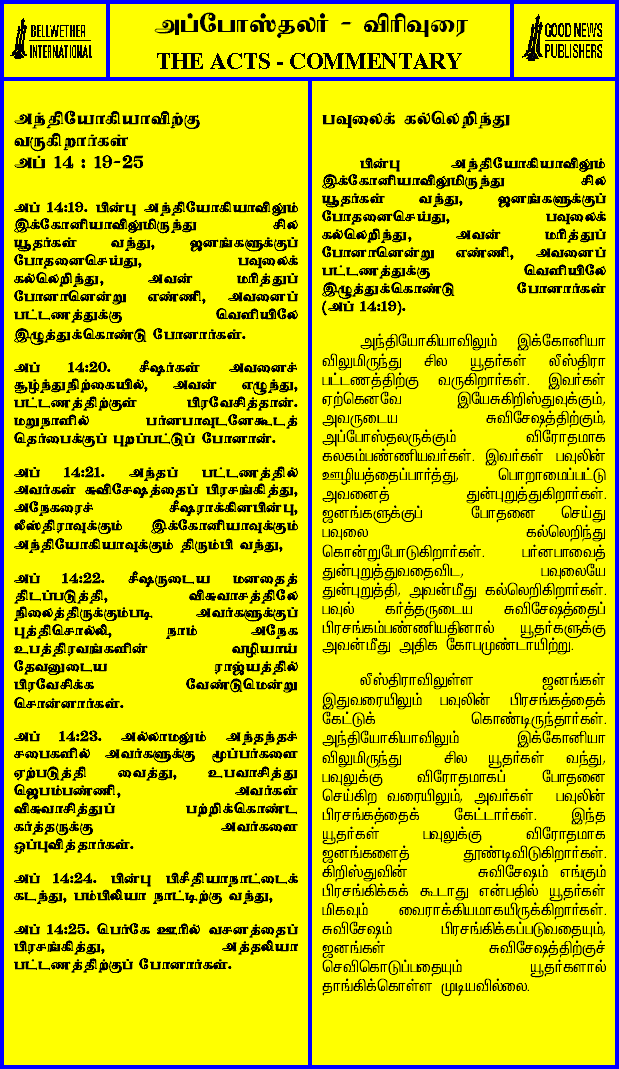 BELLWETHER
INTERNATIONAL
அப்போஸ்தலர் - விரிவுரை
THE ACTS - COMMENTARY
GOOD NEWS
PUBLISHERS
அந்தியோகியாவிற்கு
வருகிறார்கள்
அப் 14 : 19-25
அப் 14:19. பின்பு அந்தியோகியாவிலும்
இக்கோனியாவிலுமிருந்து சில
யூதர்கள் வந்து, ஜனங்களுக்குப்
போதனைசெய்து, பவுலைக்
கல்லெறிந்து, அவன் மரித்துப்
போனானென்று எண்ணி, அவனைப்
பட்டணத்துக்கு வெளியிலே
இழுத்துக்கொண்டு போனார்கள்.
அப் 14:20. சீஷர்கள் அவனைச்
சூழ்ந்துநிற்கையில், அவன் எழுந்து,
பட்டணத்திற்குள் பிரவேசித்தான்.
மறுநாளில் பர்னபாவுடனேகூடத்
தெர்பைக்குப் புறப்பட்டுப் போனான்.
அப் 14:21. அந்தப் பட்டணத்தில்
அவர்கள் சுவிசேஷத்தைப் பிரசங்கித்து,
அநேகரைச் சீஷராக்கினபின்பு,
லீஸ்திராவுக்கும் இக்கோனியாவுக்கும்
அந்தியோகியாவுக்கும் திரும்பி வந்து,
அப் 14:22. சீஷருடைய மனதைத்
திடப்படுத்தி, விசுவாசத்திலே
நிலைத்திருக்கும்படி அவர்களுக்குப்
புத்திசொல்லி, நாம் அநேக
உபத்திரவங்களின் வழியாய்
தேவனுடைய ராஜ்யத்தில்
பிரவேசிக்க வேண்டுமென்று
சொன்னார்கள்.
அப் 14:23. அல்லாமலும் அந்தந்தச்
சபைகளில் அவர்களுக்கு மூப்பர்களை
ஏற்படுத்தி வைத்து, உபவாசித்து
ஜெபம்பண்ணி, அவர்கள்
விசுவாசித்துப் பற்றிக்கொண்ட
கர்த்தருக்கு அவர்களை
ஒப்புவித்தார்கள்.
அப் 14:24. பின்பு பிசீதியாநாட்டைக்
கடந்து, பம்பிலியா நாட்டிற்கு வந்து,
அப் 14:25. பெர்கே ஊரில் வசனத்தைப்
பிரசங்கித்து, அத்தலியா
பட்டணத்திற்குப் போனார்கள்.
பவுலைக் கல்லெறிந்து
பின்பு அந்தியோகியாவிலும்
இக்கோனியாவிலுமிருந்து சில
யூதர்கள் வந்து, ஜனங்களுக்குப்
போதனைசெய்து, பவுலைக்
கல்லெறிந்து, அவன் மரித்துப்
போனானென்று எண்ணி, அவனைப்
பட்டணத்துக்கு வெளியிலே
இழுத்துக்கொண்டு போனார்கள்
(அப் 14:19).
அந்தியோகியாவிலும் இக்கோனியா
விலுமிருந்து சில யூதர்கள் லீஸ்திரா
பட்டணத்திற்கு வருகிறார்கள். இவர்கள்
ஏற்கெனவே இயேசுகிறிஸ்துவுக்கும்,
அவருடைய சுவிசேஷத்திற்கும்,
அப்போஸ்தலருக்கும் விரோதமாக
கலகம்பண்ணியவர்கள். இவர்கள் பவுலின்
ஊழியத்தைப்பார்த்து, பொறாமைப்பட்டு
அவனைத் துன்புறுத்துகிறார்கள்.
ஜனங்களுக்குப் போதனை செய்து
பவுலை கல்லெறிந்து
கொன்றுபோடுகிறார்கள். பர்னபாவைத்
துன்புறுத்துவதைவிட, பவுலையே
துன்புறுத்தி, அவன்மீது கல்லெறிகிறார்கள்.
பவுல் கர்த்தருடைய சுவிசேஷத்தைப்
பிரசங்கம்பண்ணியதினால் யூதர்களுக்கு
அவன்மீது அதிக கோபமுண்டாயிற்று.
லீஸ்திராவிலுள்ள ஜனங்கள்
இதுவரையிலும் பவுலின் பிரசங்கத்தைக்
கேட்டுக் கொண்டிருந்தார்கள்.
அந்தியோகியாவிலும் இக்கோனியா
விலுமிருந்து சில யூதர்கள் வந்து,
பவுலுக்கு விரோதமாகப் போதனை
செய்கிற வரையிலும், அவர்கள் பவுலின்
பிரசங்கத்தைக் கேட்டார்கள். இந்த
யூதர்கள் பவுலுக்கு விரோதமாக
ஜனங்களைத் தூண்டிவிடுகிறார்கள்.
கிறிஸ்துவின் சுவிசேஷம் எங்கும்
பிரசங்கிக்கக் கூடாது என்பதில் யூதர்கள்
மிகவும் வைராக்கியமாகயிருக்கிறார்கள்.
சுவிசேஷம் பிரசங்கிக்கப்படுவதையும்,
ஜனங்கள் சுவிசேஷத்திற்குச்
செவிகொடுப்பதையும் யூதர்களால்
தாங்கிக்கொள்ள முடியவில்லை.